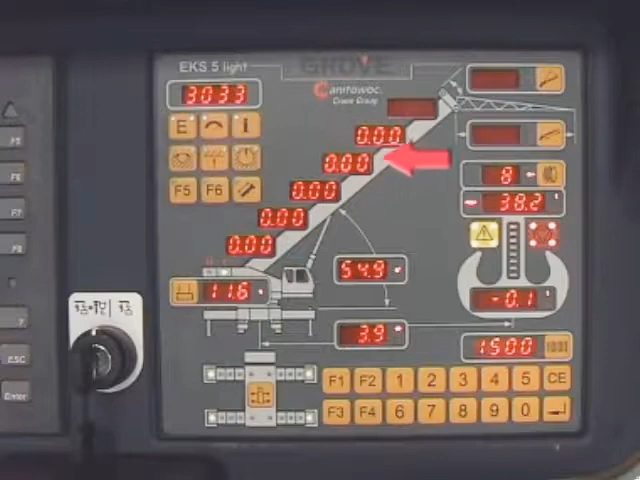 EKS 5 light
GROVE
Manitowoc
Crane Group
3033
E
i
F5 F6
0.00
0.00
0.00
0.00
0.00
8
38.2
-0.1
54.9
11.6
3.9
1500
F1 F2 1 2 3 4 5 CE
F3 F4 6 7 8 9 0
F5
F6
F7
F8
?
ESC
Enter